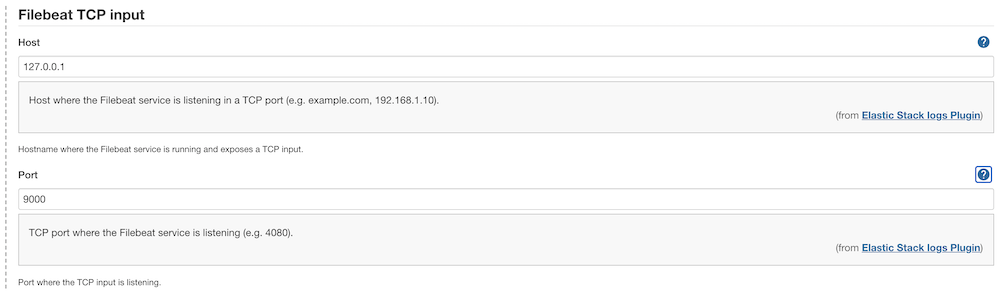 Filebeat TCP input
Host
?
127.0.0.1
Host where the Filebeat service is listening in a TCP port (e.g. example.com, 192.168.1.10).
(from Elastic Stack logs Plugin)
Hostname where the Filebeat service is running and exposes a TCP input.
Port
?
9000
TCP port where the Filebeat service is listening (e.g. 4080).
(from Elastic Stack logs Plugin)
Port where the TCP input is listening.